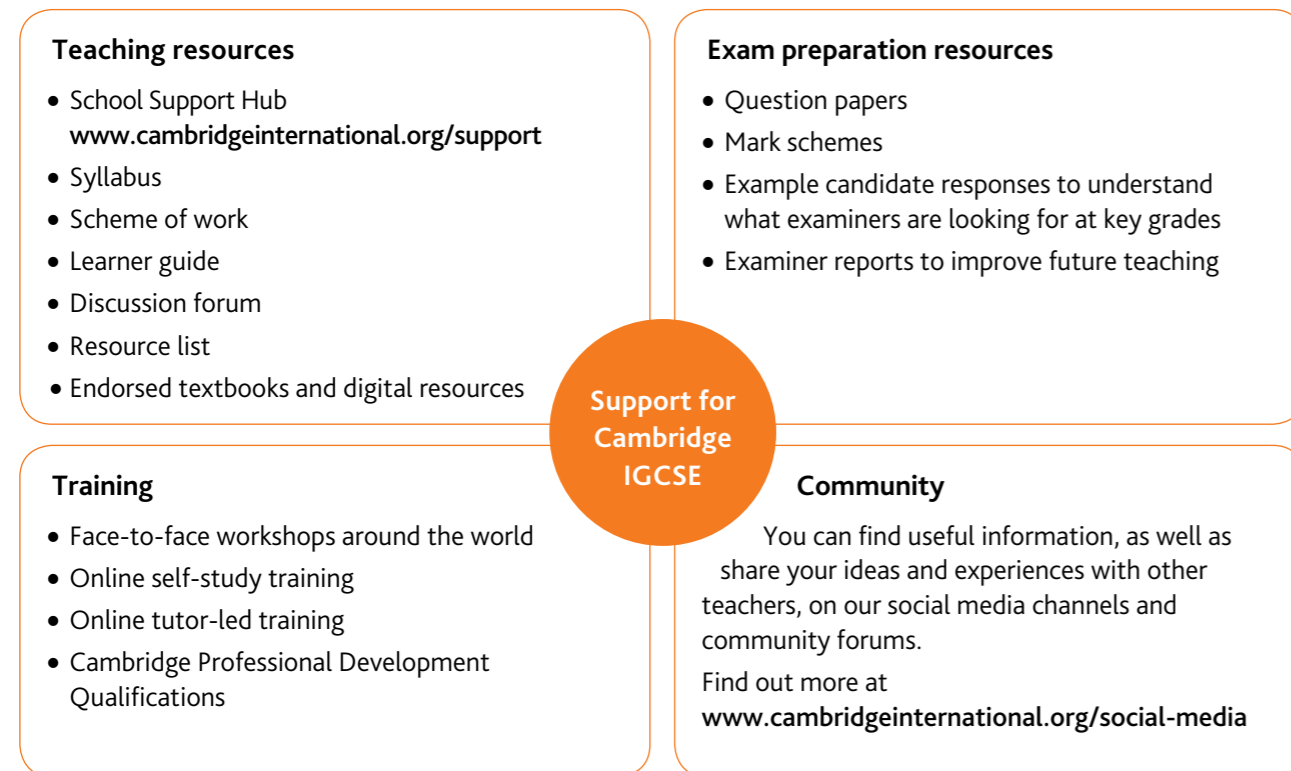 Teaching resources
• School Support Hub
www.cambridgeinternational.org/support
• Syllabus
• Scheme of work
• Learner guide
• Discussion forum
• Resource list
• Endorsed textbooks and digital resources
Exam preparation resources
• Question papers
• Mark schemes
• Example candidate responses to understand
what examiners are looking for at key grades
• Examiner reports to improve future teaching
Support for
Cambridge
IGCSE
Training
• Face-to-face workshops around the world
• Online self-study training
• Online tutor-led training
• Cambridge Professional Development
Qualifications
Community
You can find useful information, as well as
share your ideas and experiences with other
teachers, on our social media channels and
community forums.
Find out more at
www.cambridgeinternational.org/social-media